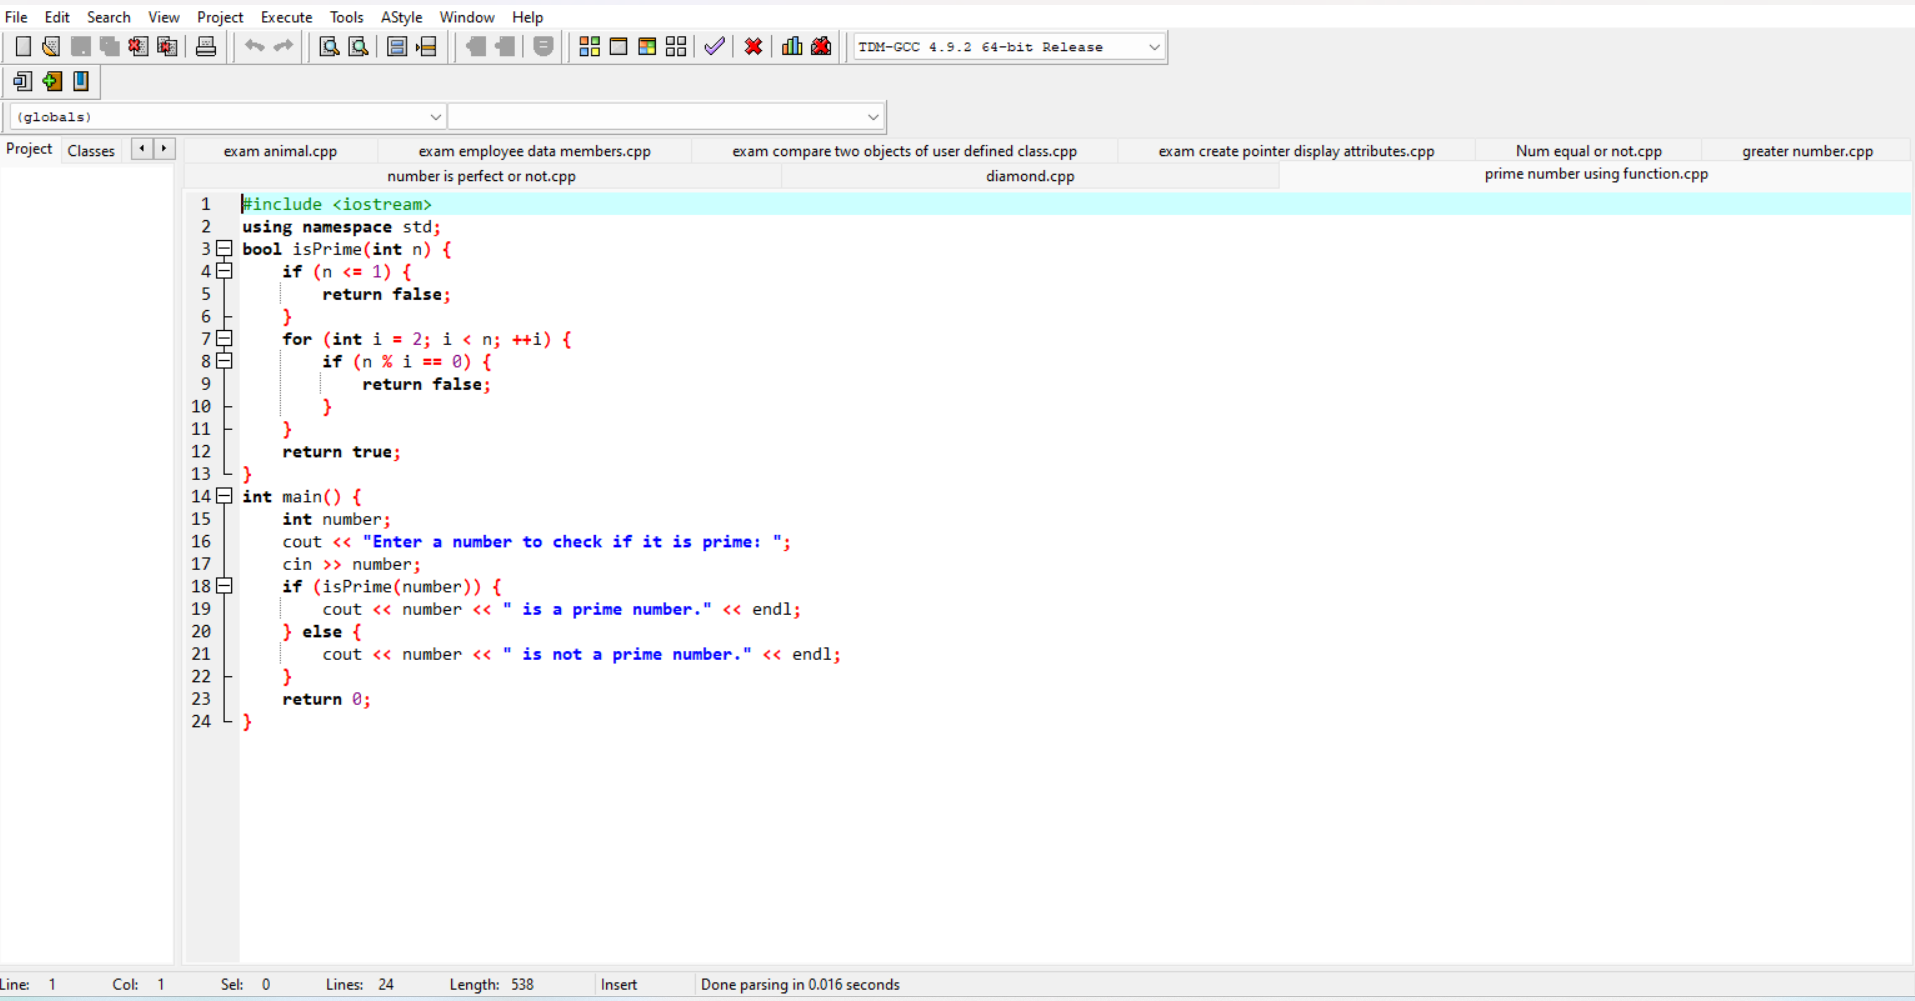 File Edit Search View Project Execute Tools AStyle Window Help
TDM-GCC 4.9.2 64-bit Release
(globals)
Project Classes
exam animal.cpp exam employee data members.cpp exam compare two objects of user defined class.cpp exam create pointer display attributes.cpp Num equal or not.cpp greater number.cpp
number is perfect or not.cpp diamond.cpp prime number using function.cpp
1 #include <iostream>
2 using namespace std;
3 bool isPrime(int n) {
4     if (n <= 1) {
5         return false;
6     }
7     for (int i = 2; i < n; ++i) {
8         if (n % i == 0) {
9             return false;
10         }
11     }
12     return true;
13 }
14 int main() {
15     int number;
16     cout << "Enter a number to check if it is prime: ";
17     cin >> number;
18     if (isPrime(number)) {
19         cout << number << " is a prime number." << endl;
20     } else {
21         cout << number << " is not a prime number." << endl;
22     }
23     return 0;
24 }
Line: 1 Col: 1 Sel: 0 Lines: 24 Length: 538 Insert Done parsing in 0.016 seconds